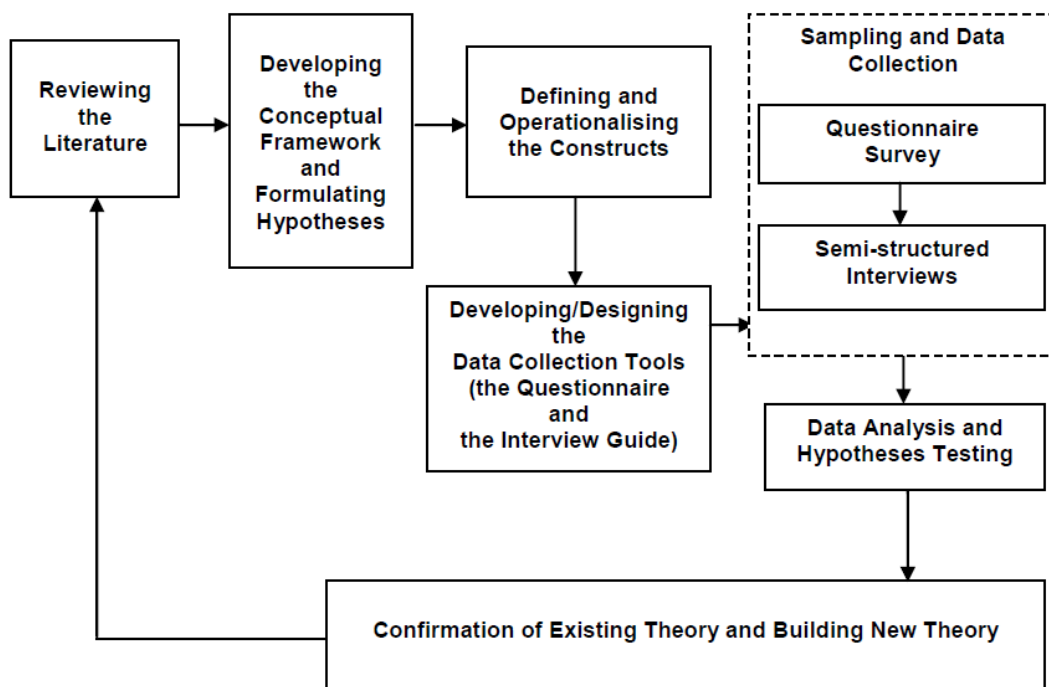 Reviewing
the
Literature
Developing
the
Conceptual
Framework
and
Formulating
Hypotheses
Defining and
Operationalising
the Constructs
Developing/Designing
the
Data Collection Tools
(the Questionnaire
and
the Interview Guide)
Sampling and Data
Collection
Questionnaire
Survey
Semi-structured
Interviews
Data Analysis and
Hypotheses Testing
Confirmation of Existing Theory and Building New Theory